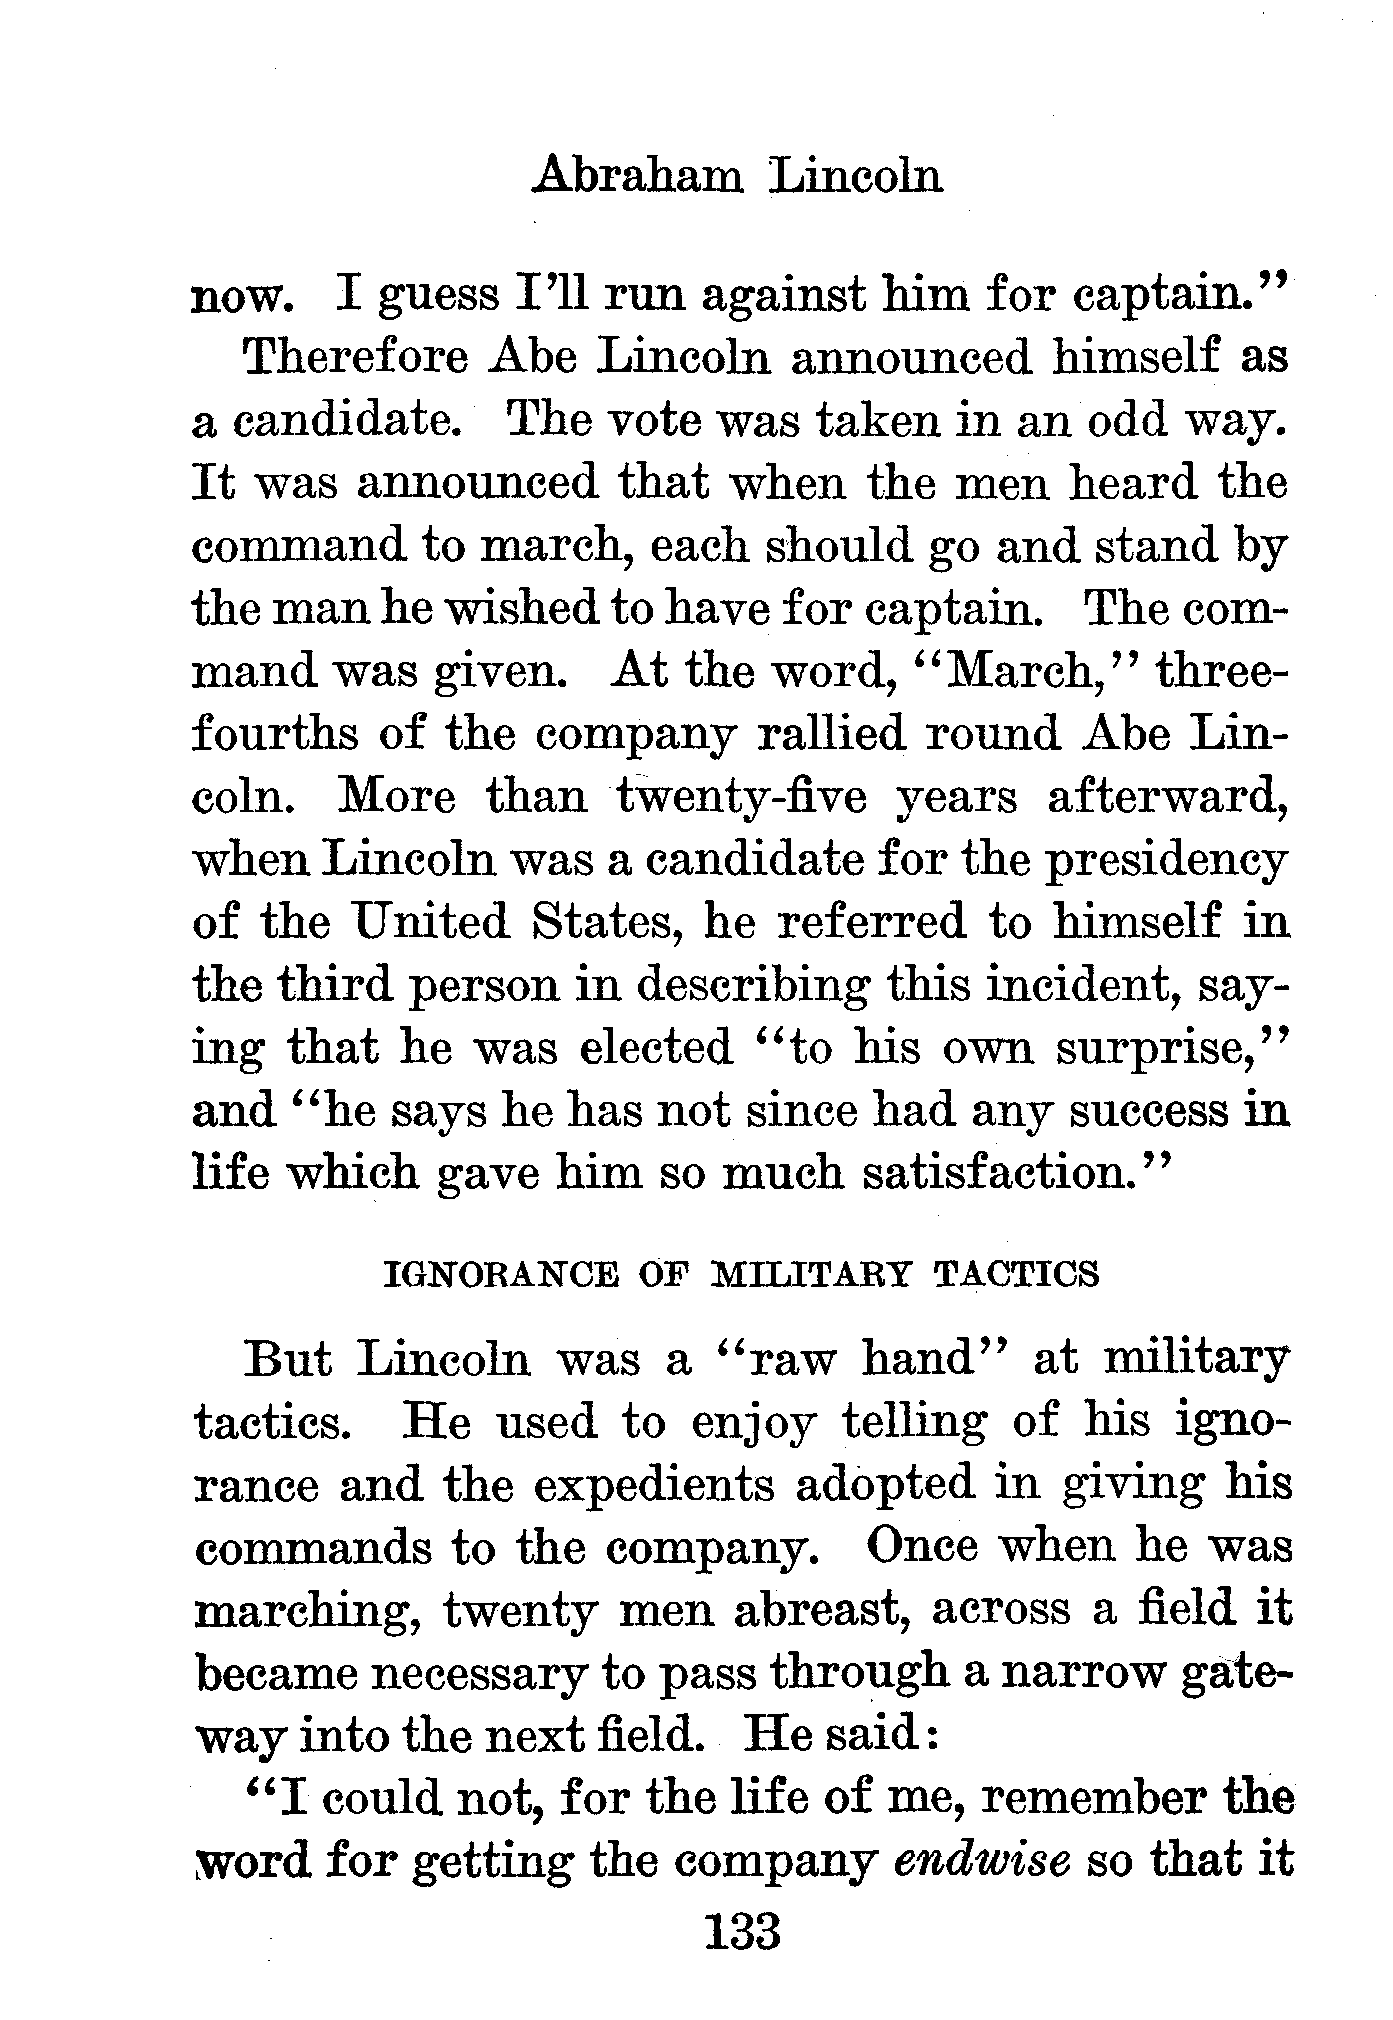 Abraham Lincoln
now. I guess I'll run against him for captain."
Therefore Abe Lincoln announced himself as
a candidate. The vote was taken in an odd way.
It was announced that when the men heard the
command to march, each should go and stand by
the man he wished to have for captain. The com-
mand was given. At the word, "March," three-
fourths of the company rallied round Abe Lin-
coln. More than twenty-five years afterward,
when Lincoln was a candidate for the presidency
of the United States, he referred to himself in
the third person in describing this incident, say-
ing that he was elected "to his own surprise,"
and "he says he has not since had any success in
life which gave him so much satisfaction."
IGNORANCE OF MILITARY TACTICS
But Lincoln was a "raw hand" at military
tactics. He used to enjoy telling of his igno-
rance and the expedients adopted in giving his
commands to the company. Once when he was
marching, twenty men abreast, across a field it
became necessary to pass through a narrow gate-
way into the next field. He said:
"I could not, for the life of me, remember the
word for getting the company endwise so that it
133